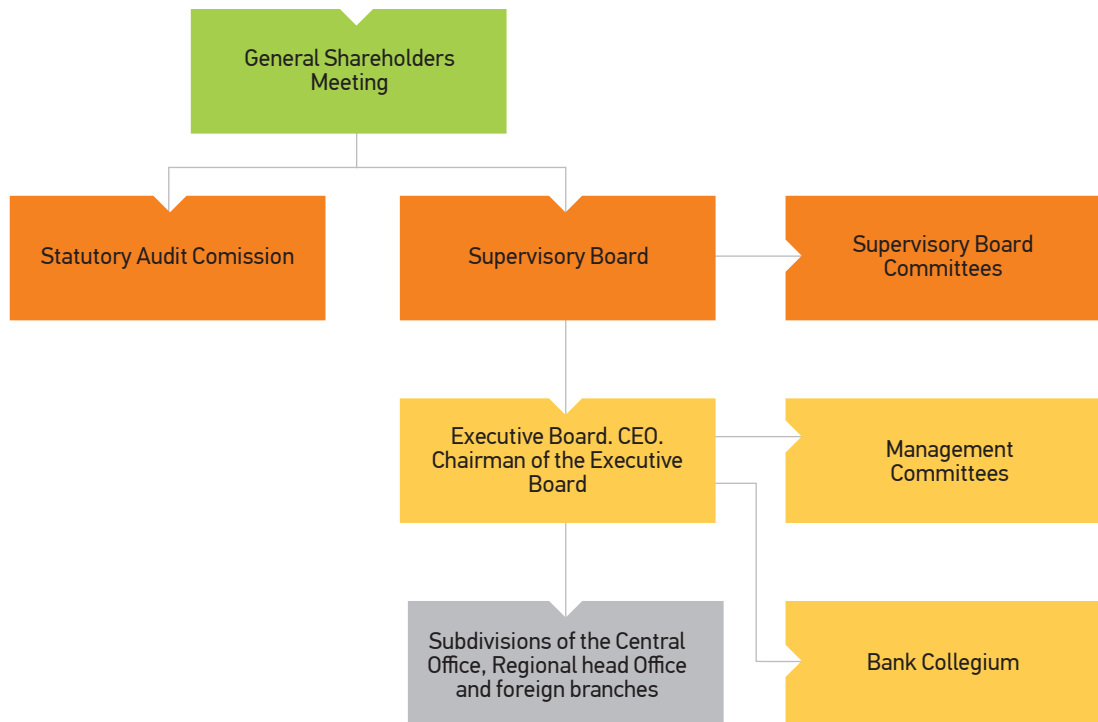 General Shareholders
Meeting
Statutory Audit Comission
Supervisory Board
Supervisory Board
Committees
Executive Board. CEO.
Chairman of the Executive
Board
Management
Committees
Subdivisions of the Central
Office, Regional head Office
and foreign branches
Bank Collegium